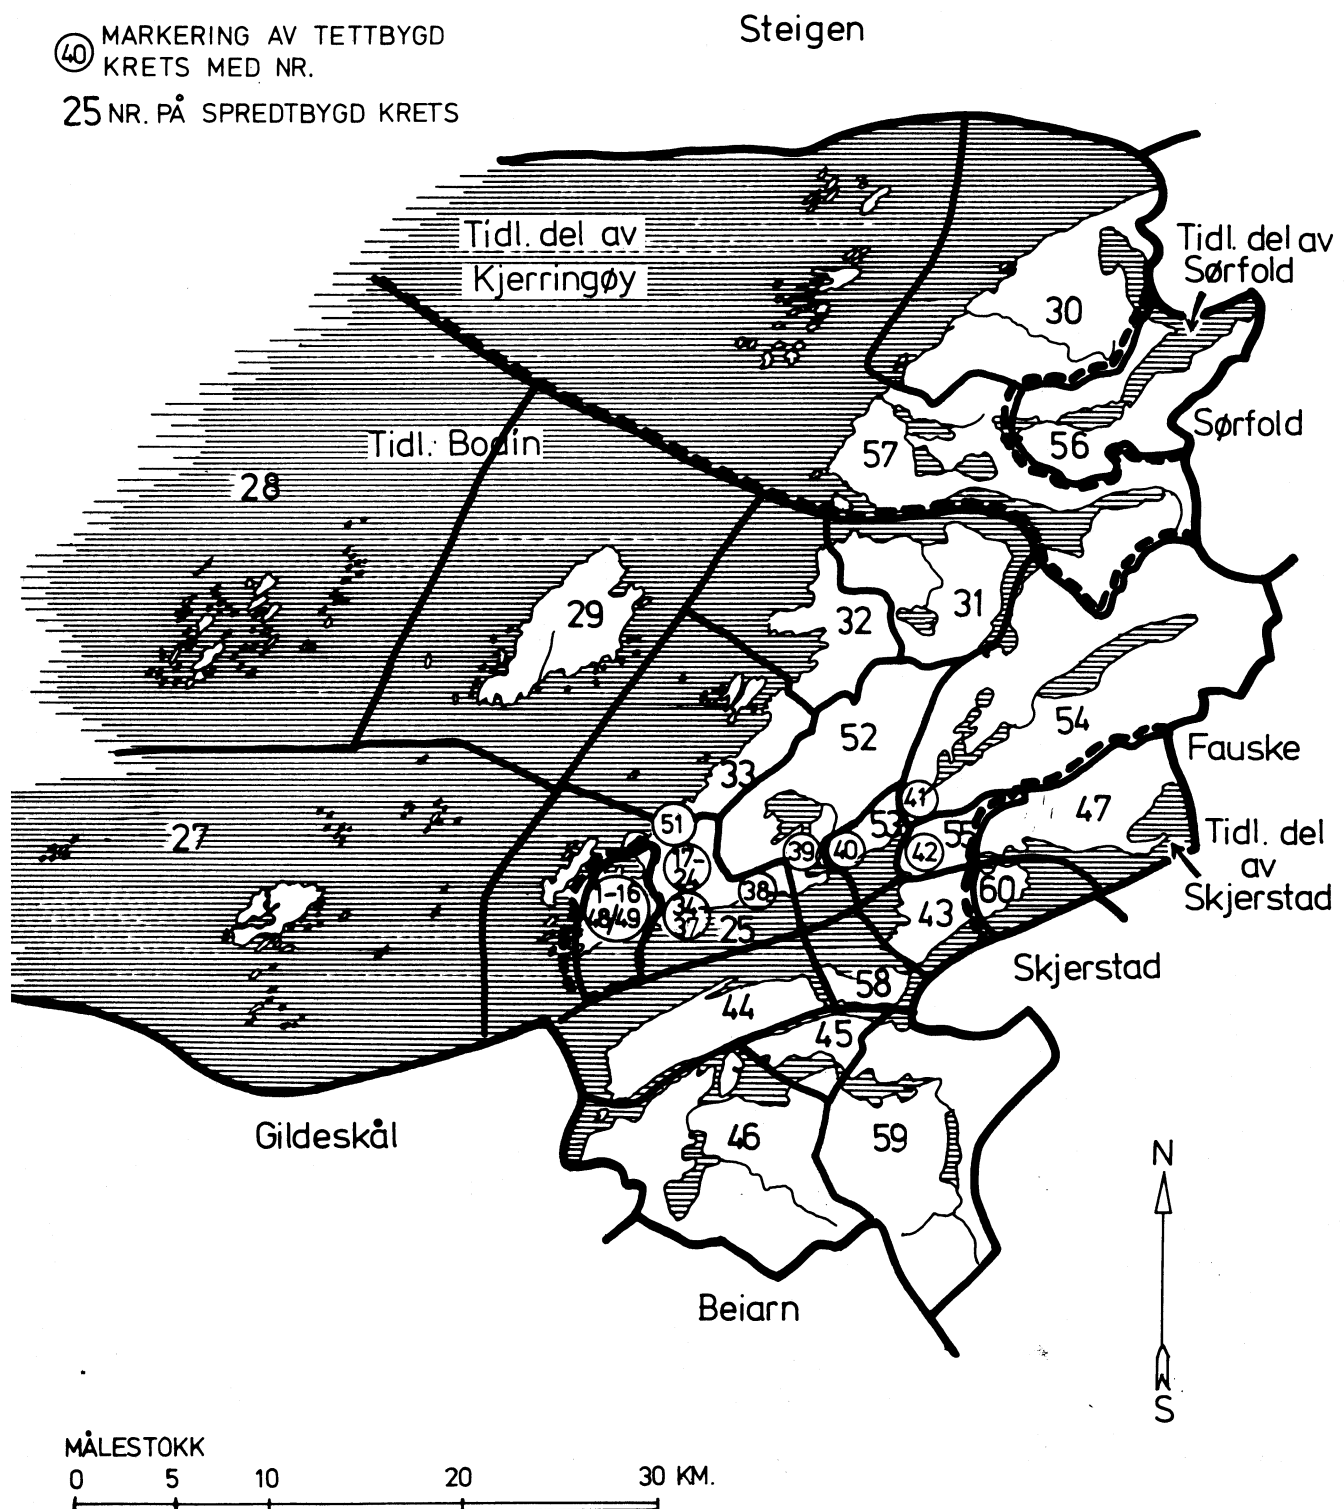 Steigen
40 MARKERING AV TETTBYGD
KRETS MED NR.
25 NR. PÅ SPREDTBYGD KRETS
Tidl. del av
Kjerringøy
Tidl. del av
Sørfold
30
Sørfold
Tidl. Bodin
57
56
28
29
32
31
52
54
33
Fauske
41
47
27
51
53
55
Tidl. del
av
Skjerstad
39
40
42
17-
24
38
1-16
48/49
34-
37
60
43
25
Skjerstad
58
44
45
Gildeskål
46
59
N
Beiarn
S
MÅLESTOKK
0 5 10 20 30 KM.